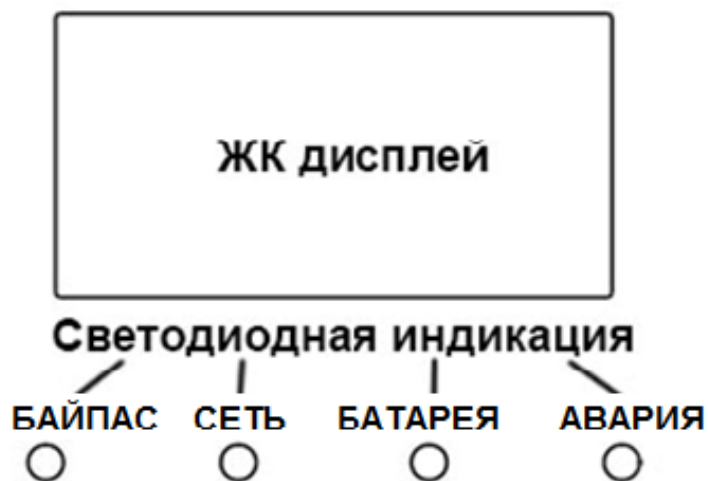 ЖК дисплей
Светодиодная индикация
БАЙПАС СЕТЬ БАТАРЕЯ АВАРИЯ